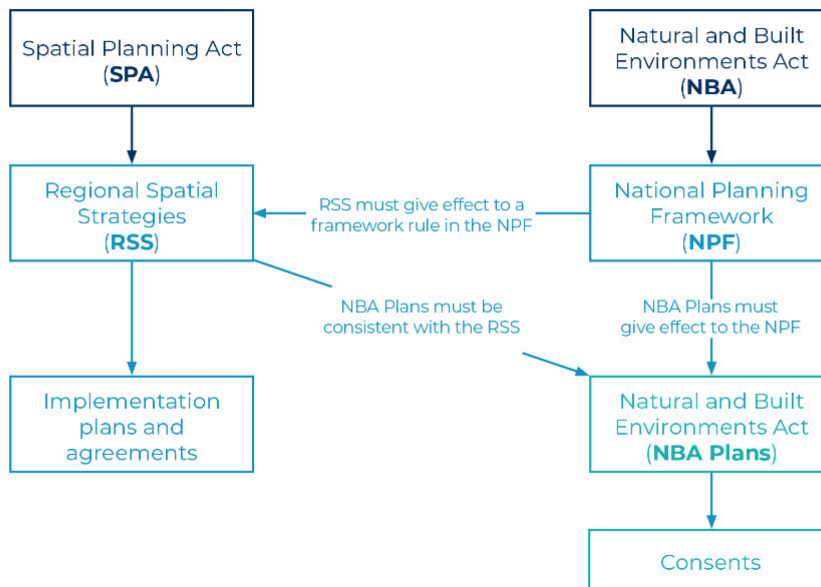 Spatial Planning Act
(SPA)
Natural and Built
Environments Act
(NBA)
Regional Spatial
Strategies
(RSS)
RSS must give effect to a
framework rule in the NPF
National Planning
Framework
(NPF)
NBA Plans must be
consistent with the RSS
NBA Plans must
give effect to the NPF
Implementation
plans and
agreements
Natural and Built
Environments Act
(NBA Plans)
Consents